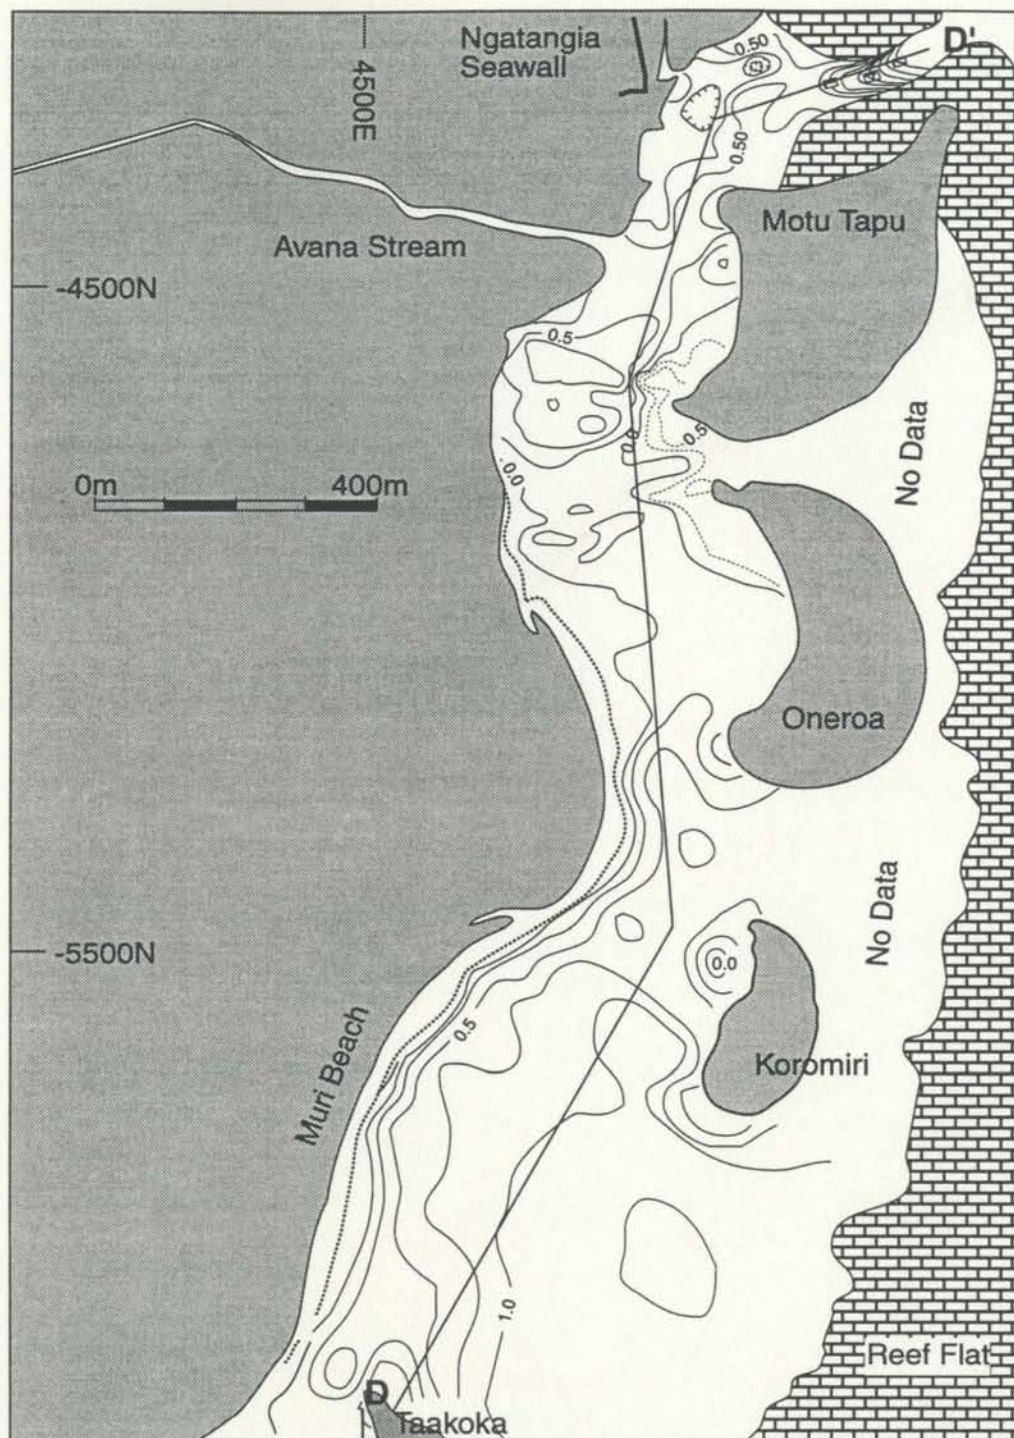 Ngatangia
Seawall
0.50
D'
4500E
0.50
Motu Tapu
Avana Stream
-4500N
0.5
0.0
0.5
No Data
0.0
0m
400m
Oneroa
No Data
-5500N
0.0
0.5
Muri Beach
Koromiri
1.0
Reef Flat
D
Taakoka